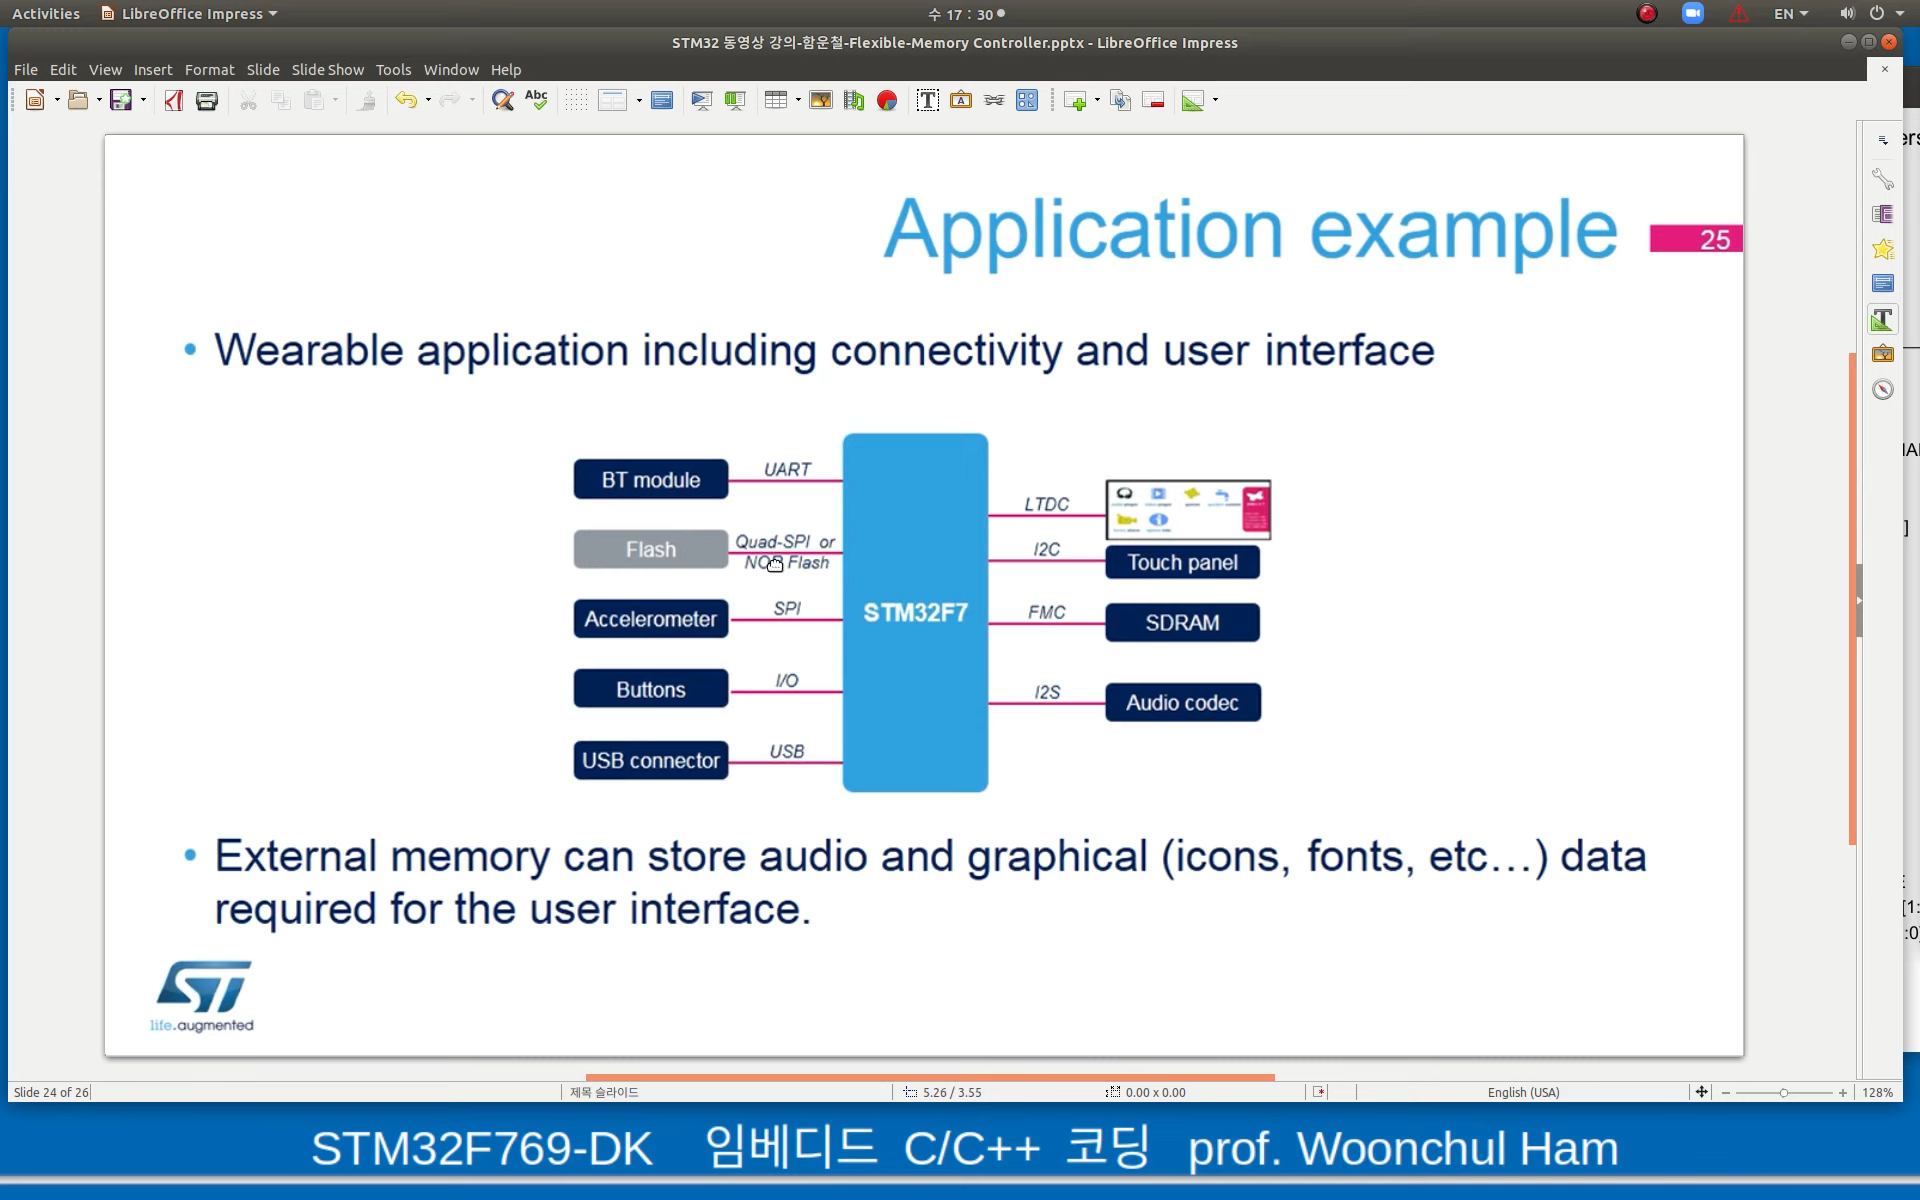 Activities LibreOffice Impress 수 17 : 30 EN
STM32 동영상 강의-함운철-Flexible-Memory Controller.pptx - LibreOffice Impress
File Edit View Insert Format Slide Slide Show Tools Window Help
Abc
Application example 25
• Wearable application including connectivity and user interface
BT module UART
Flash Quad-SPI or
NOR Flash
Accelerometer SPI
Buttons I/O
USB connector USB
STM32F7
LTDC
I2C Touch panel
FMC SDRAM
I2S Audio codec
• External memory can store audio and graphical (icons, fonts, etc...) data
required for the user interface.
ST
life.augmented
Slide 24 of 26 제목 슬라이드 5.26 / 3.55 0.00 x 0.00 English (USA) 128%
STM32F769-DK 임베디드 C/C++ 코딩 prof. Woonchul Ham